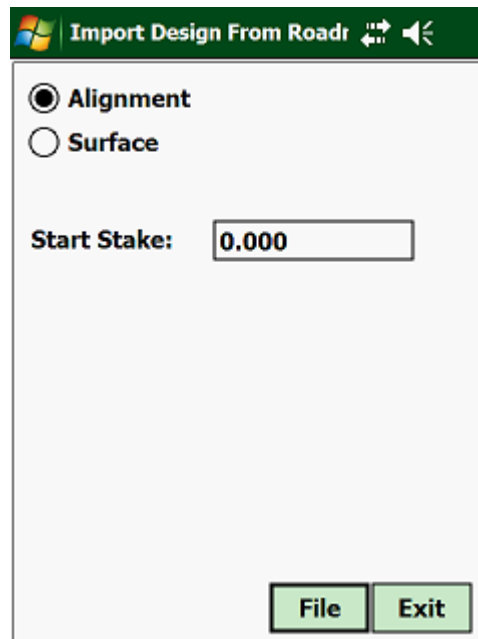 Import Design From Roadr
Alignment
Surface
Start Stake: 0.000
File Exit